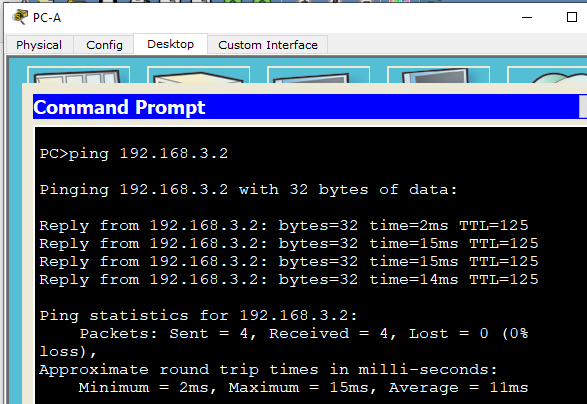 PC-A
Physical Config Desktop Custom Interface
Command Prompt
PC>ping 192.168.3.2
Pinging 192.168.3.2 with 32 bytes of data:
Reply from 192.168.3.2: bytes=32 time=2ms TTL=125
Reply from 192.168.3.2: bytes=32 time=15ms TTL=125
Reply from 192.168.3.2: bytes=32 time=15ms TTL=125
Reply from 192.168.3.2: bytes=32 time=14ms TTL=125
Ping statistics for 192.168.3.2:
    Packets: Sent = 4, Received = 4, Lost = 0 (0%
loss),
Approximate round trip times in milli-seconds:
    Minimum = 2ms, Maximum = 15ms, Average = 11ms